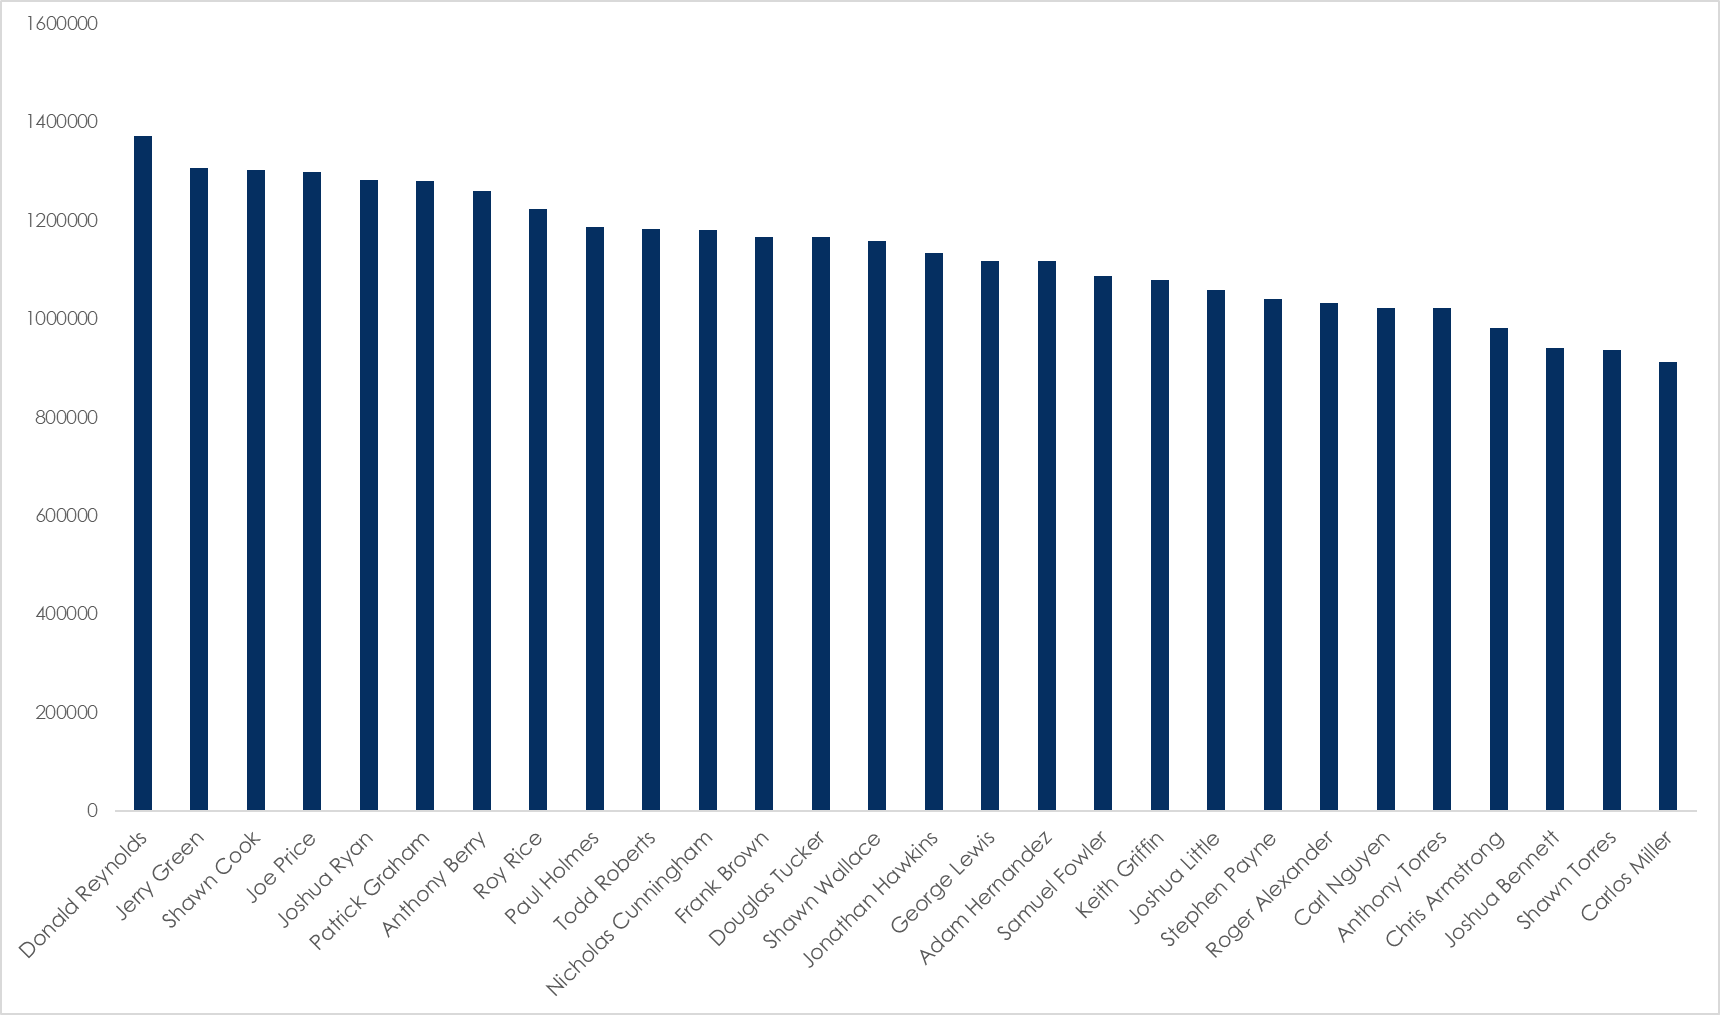 1600000
1400000
1200000
1000000
800000
600000
400000
200000
0
Donald Reynolds
Jerry Green
Shawn Cook
Joe Price
Joshua Ryan
Patrick Graham
Anthony Berry
Roy Rice
Paul Holmes
Todd Roberts
Nicholas Cunningham
Frank Brown
Douglas Tucker
Shawn Wallace
Jonathan Hawkins
George Lewis
Adam Hernandez
Samuel Fowler
Keith Griffin
Joshua Little
Stephen Payne
Roger Alexander
Carl Nguyen
Anthony Torres
Chris Armstrong
Joshua Bennett
Shawn Torres
Carlos Miller